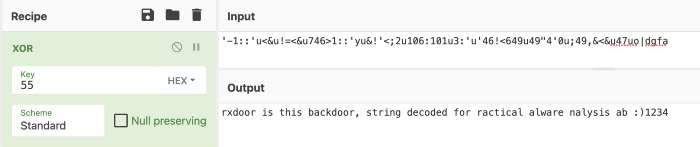 Recipe
Input
XOR
'-1::'u<&u!=<&u746>1::'yu&!'<;2u106:101u3:'u'46!<649u49"4'0u;49,&<&u47uo|dgfa
Key
55
HEX
Output
Scheme
Standard
Null preserving
rxdoor is this backdoor, string decoded for ractical alware nalysis ab :)1234